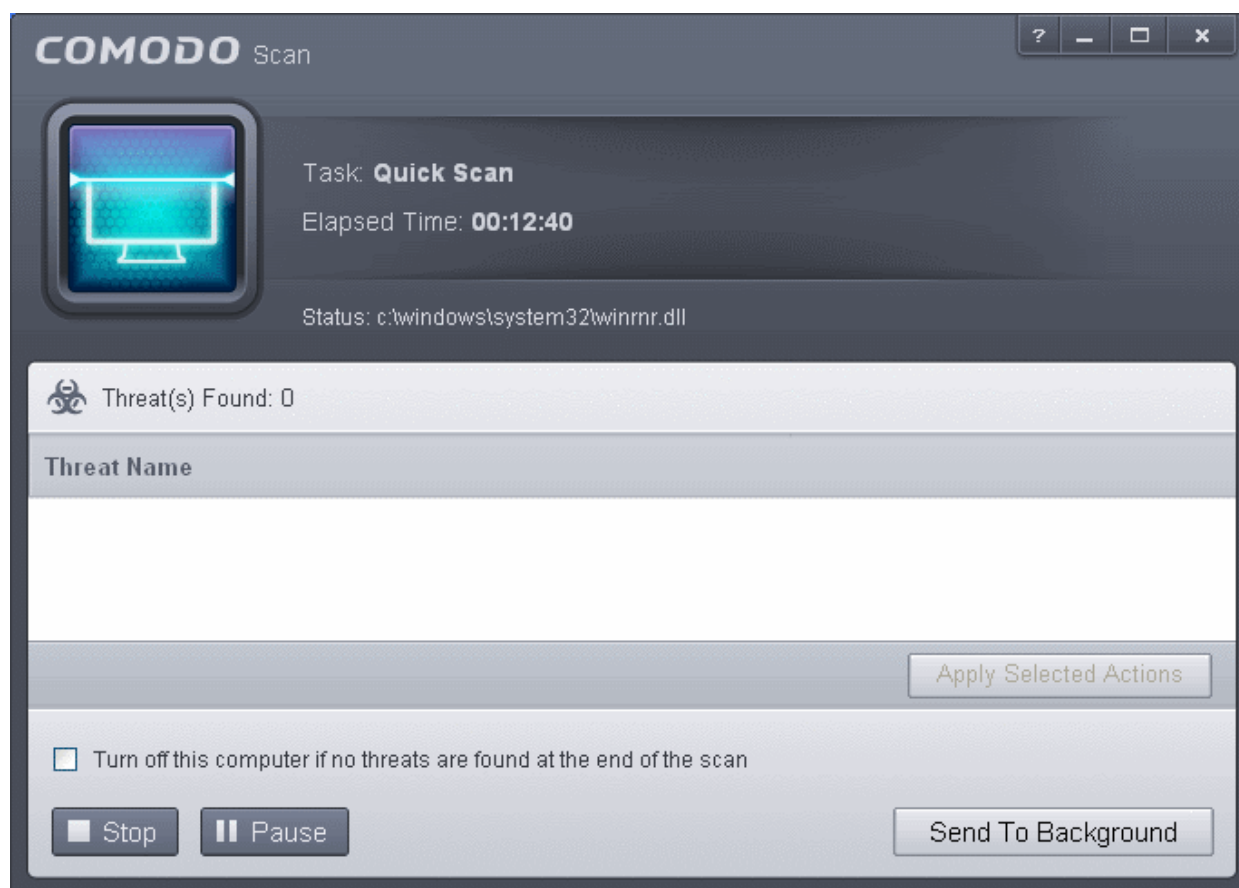 COMODO Scan
?
Task: Quick Scan
Elapsed Time: 00:12:40
Status: c:\windows\system32\winrnr.dll
Threat(s) Found: 0
Threat Name
Apply Selected Actions
Turn off this computer if no threats are found at the end of the scan
Stop
Pause
Send To Background